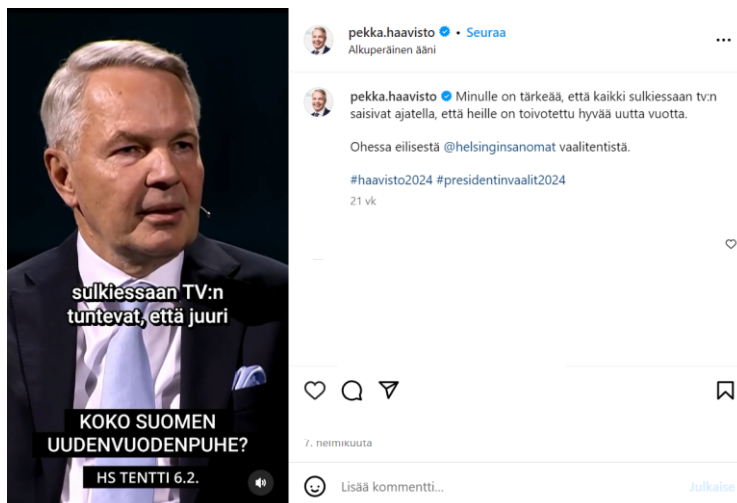 sulkiessaan TV:n
tuntevat, että juuri
KOKO SUOMEN
UUDENVUODENPUHE?
HS TENTTI 6.2.
pekka.haavisto • Seuraa
Alkuperäinen ääni
pekka.haavisto Minulle on tärkeää, että kaikki sulkiessaan tv:n
saisivat ajatella, että heille on toivotettu hyvää uutta vuotta.
Ohessa eilisestä @helsinginsanomat vaalitentistä.
#haavisto2024 #presidentinvaalit2024
21 vk
7. helmikuuta
Lisää kommentti...
Julkaise